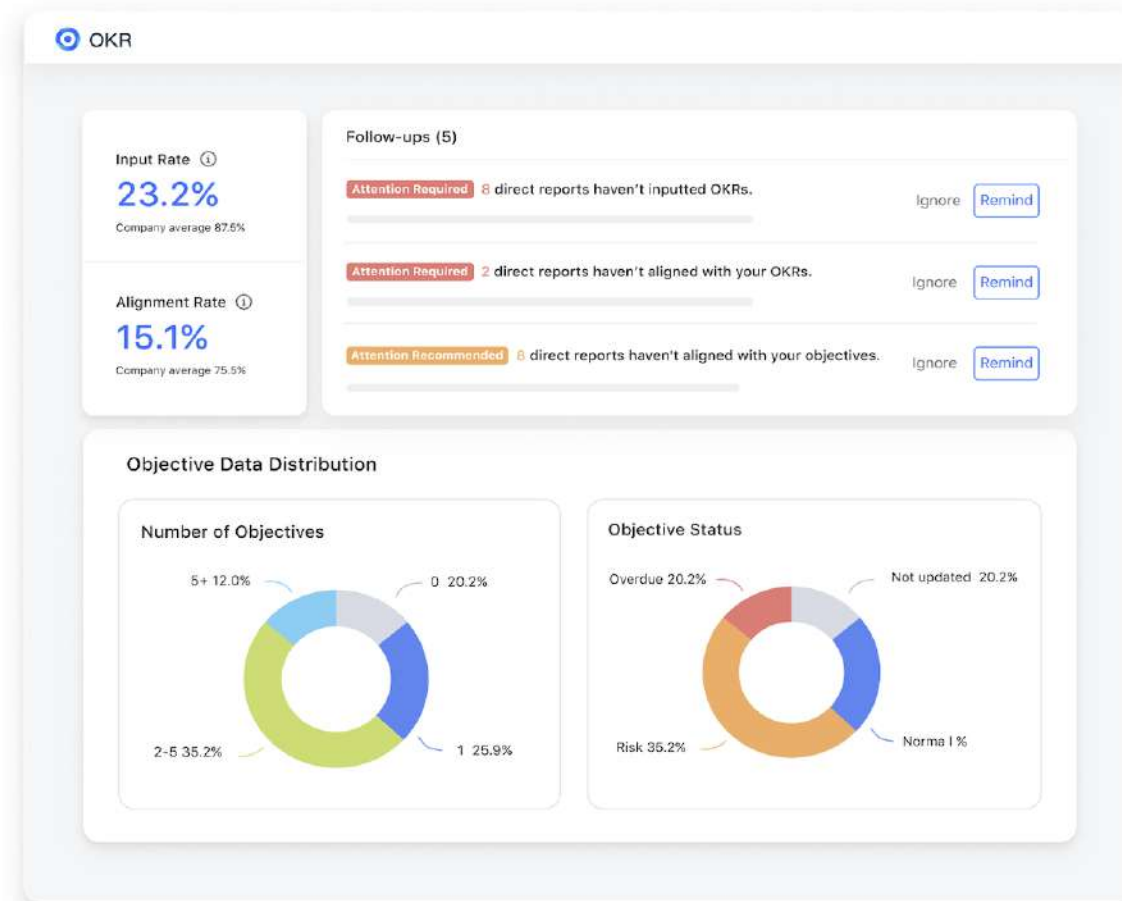 OKR
Input Rate
23.2%
Company average 87.5%
Alignment Rate
15.1%
Company average 75.5%
Follow-ups (5)
Attention Required 8 direct reports haven't inputted OKRs.
Ignore Remind
Attention Required 2 direct reports haven't aligned with your OKRs.
Ignore Remind
Attention Recommended 8 direct reports haven't aligned with your objectives.
Ignore Remind
Objective Data Distribution
Number of Objectives
5+ 12.0%
0 20.2%
2-5 35.2%
1 25.9%
Objective Status
Overdue 20.2%
Not updated 20.2%
Risk 35.2%
Norma l %